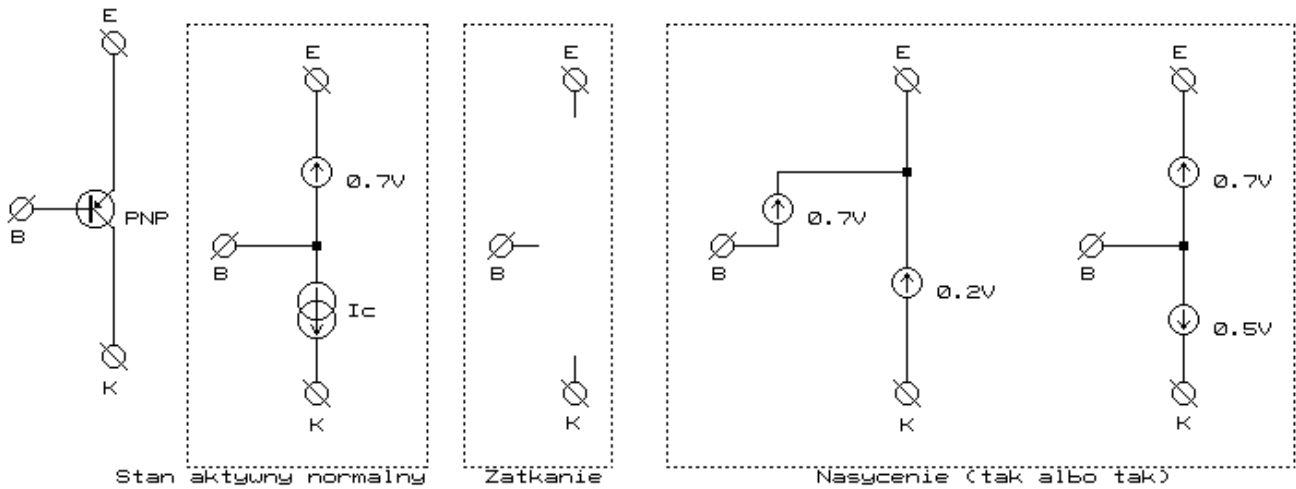 E
B
PNP
K
E
0.7V
B
Ic
K
Stan aktywny normalny
E
B
K
Zatkanie
E
0.7V
B
0.2V
K
E
0.7V
B
0.5V
K
Nasycenie (tak albo tak)